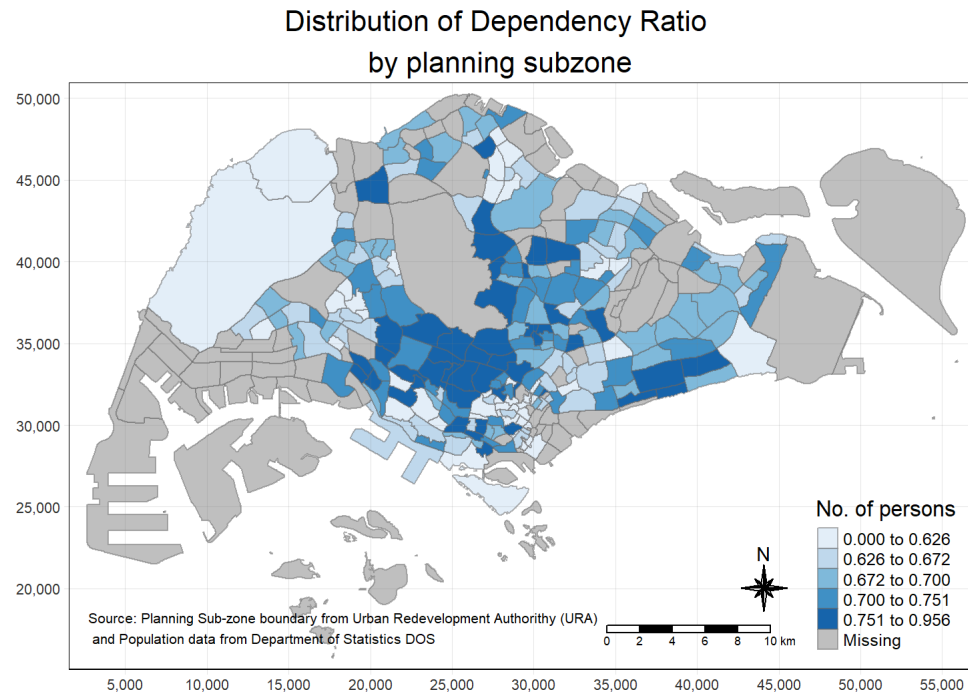 Distribution of Dependency Ratio
by planning subzone
50,000
45,000
40,000
35,000
30,000
25,000
20,000
No. of persons
0.000 to 0.626
0.626 to 0.672
0.672 to 0.700
0.700 to 0.751
0.751 to 0.956
Missing
N
Source: Planning Sub-zone boundary from Urban Redevelopment Authorithy (URA)
and Population data from Department of Statistics DOS
0 2 4 6 8 10 km
5,000 10,000 15,000 20,000 25,000 30,000 35,000 40,000 45,000 50,000 55,000